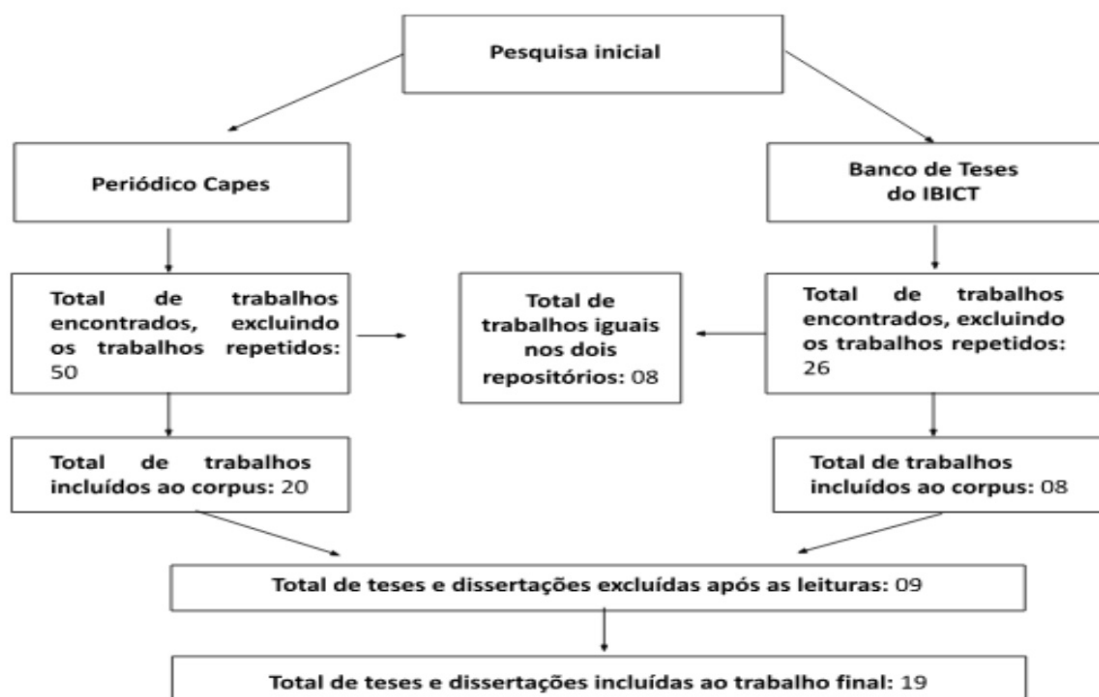 Pesquisa inicial
Periódico Capes
Banco de Teses
do IBICT
Total de trabalhos
encontrados, excluindo
os trabalhos repetidos:
50
Total de
trabalhos iguais
nos dois
repositórios: 08
Total de trabalhos
encontrados, excluindo
os trabalhos repetidos:
26
Total de trabalhos
incluídos ao corpus: 20
Total de trabalhos
incluídos ao corpus: 08
Total de teses e dissertações excluídas após as leituras: 09
Total de teses e dissertações incluídas ao trabalho final: 19